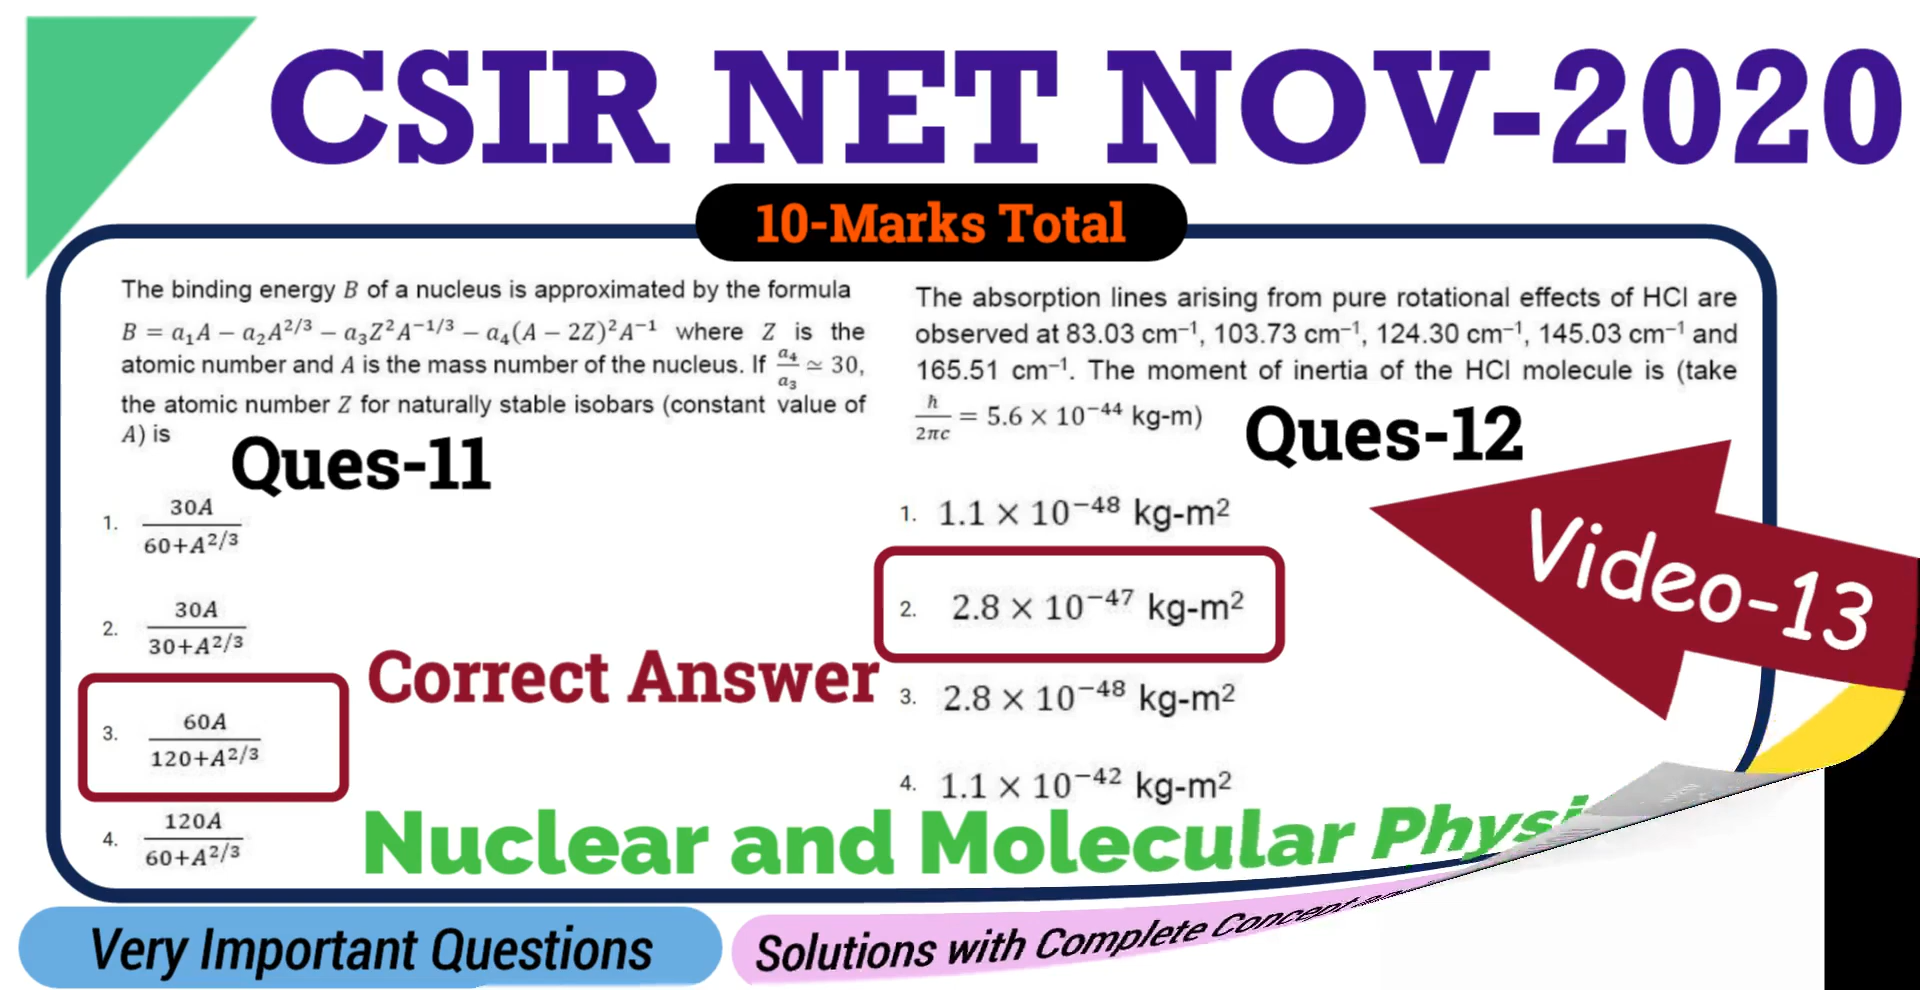 CSIR NET NOV-2020
10-Marks Total
The binding energy B of a nucleus is approximated by the formula
B = a₁A − a₂A^{2/3} − a₃Z²A^{−1/3} − a₄(A − 2Z)²A^{−1} where Z is the
atomic number and A is the mass number of the nucleus. If a₄/a₃ ≃ 30,
the atomic number Z for naturally stable isobars (constant value of
A) is
Ques-11
1. 30A/60+A^{2/3}
2. 30A/30+A^{2/3}
3. 60A/120+A^{2/3}
4. 120A/60+A^{2/3}
Correct Answer
The absorption lines arising from pure rotational effects of HCl are
observed at 83.03 cm⁻¹, 103.73 cm⁻¹, 124.30 cm⁻¹, 145.03 cm⁻¹ and
165.51 cm⁻¹. The moment of inertia of the HCl molecule is (take
ℏ/2πc = 5.6 × 10⁻⁴⁴ kg-m)
Ques-12
1. 1.1 × 10⁻⁴⁸ kg-m²
2. 2.8 × 10⁻⁴⁷ kg-m²
3. 2.8 × 10⁻⁴⁸ kg-m²
4. 1.1 × 10⁻⁴² kg-m²
Video-13
Nuclear and Molecular Physi
Very Important Questions
Solutions with Complete Concept